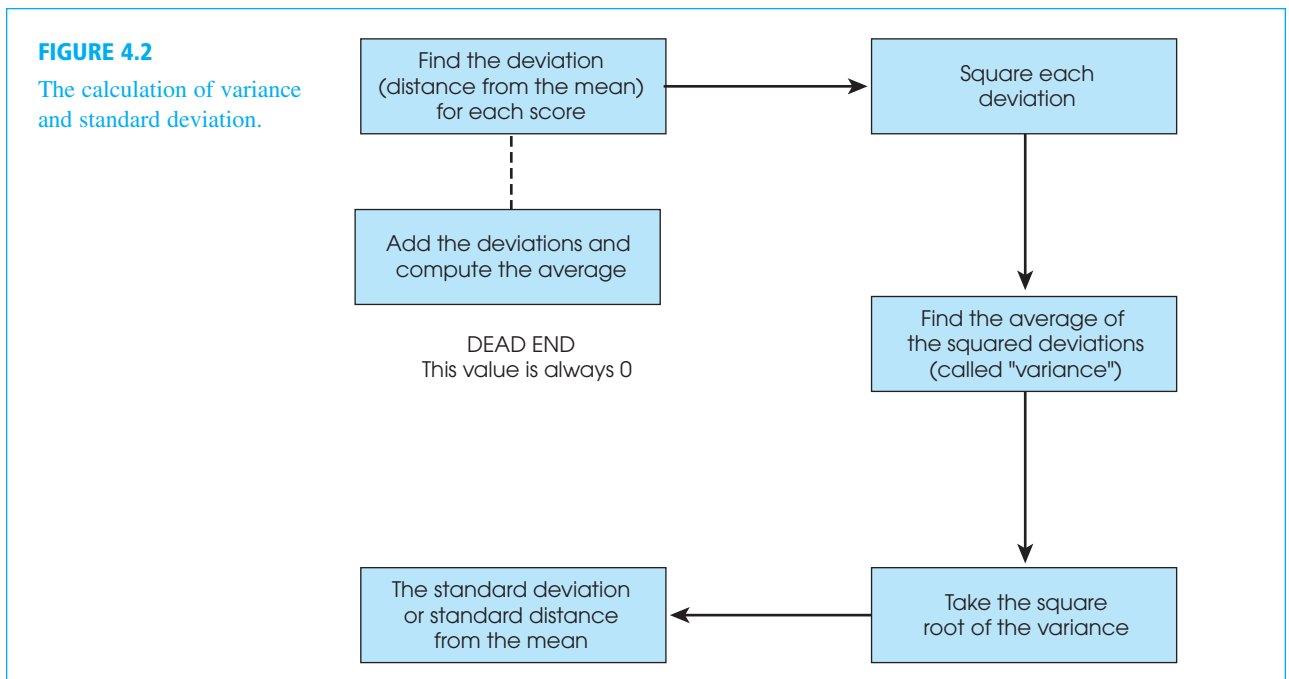 FIGURE 4.2
The calculation of variance
and standard deviation.
Find the deviation
(distance from the mean)
for each score
Square each
deviation
Add the deviations and
compute the average
DEAD END
This value is always 0
Find the average of
the squared deviations
(called "variance")
Take the square
root of the variance
The standard deviation
or standard distance
from the mean